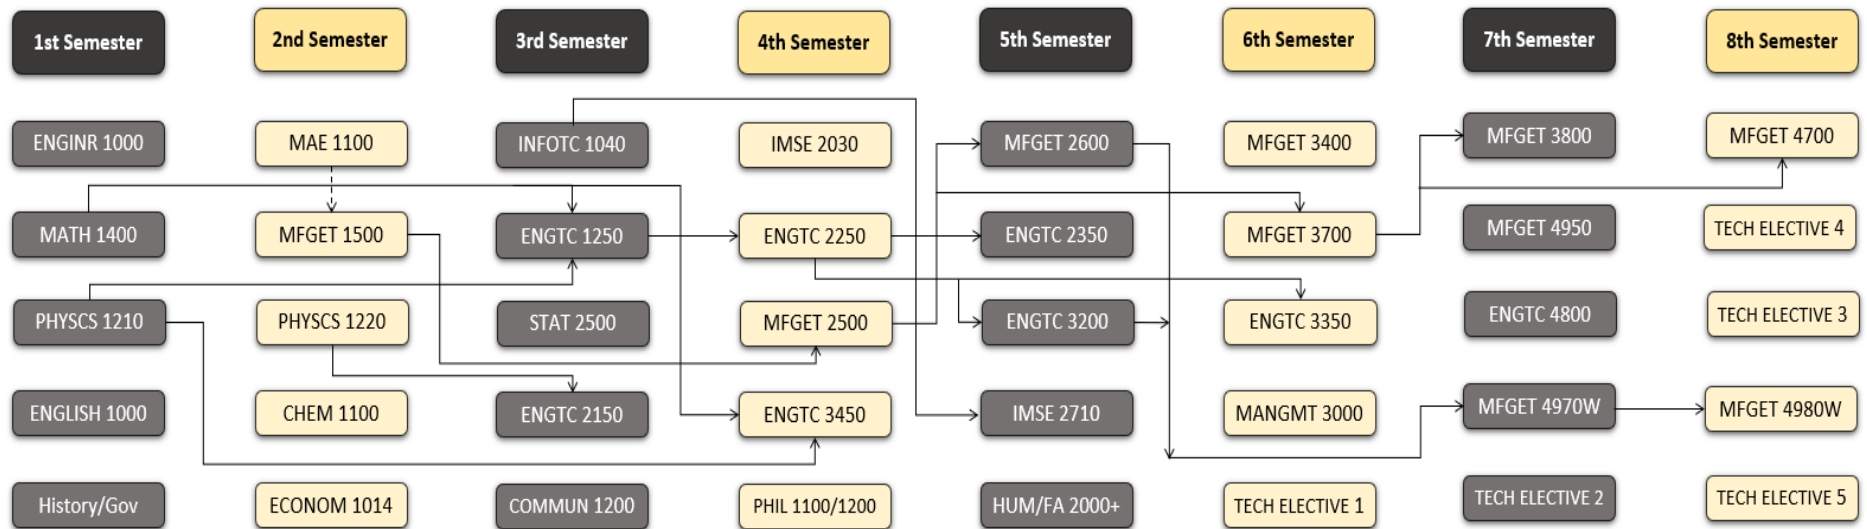 1st Semester
2nd Semester
3rd Semester
4th Semester
5th Semester
6th Semester
7th Semester
8th Semester
ENGINR 1000
MAE 1100
INFOTC 1040
IMSE 2030
MFGET 2600
MFGET 3400
MFGET 3800
MFGET 4700
MATH 1400
MFGET 1500
ENGTC 1250
ENGTC 2250
ENGTC 2350
MFGET 3700
MFGET 4950
TECH ELECTIVE 4
PHYSCS 1210
PHYSCS 1220
STAT 2500
MFGET 2500
ENGTC 3200
ENGTC 3350
ENGTC 4800
TECH ELECTIVE 3
ENGLISH 1000
CHEM 1100
ENGTC 2150
ENGTC 3450
IMSE 2710
MANGMT 3000
MFGET 4970W
MFGET 4980W
History/Gov
ECONOM 1014
COMMUN 1200
PHIL 1100/1200
HUM/FA 2000+
TECH ELECTIVE 1
TECH ELECTIVE 2
TECH ELECTIVE 5